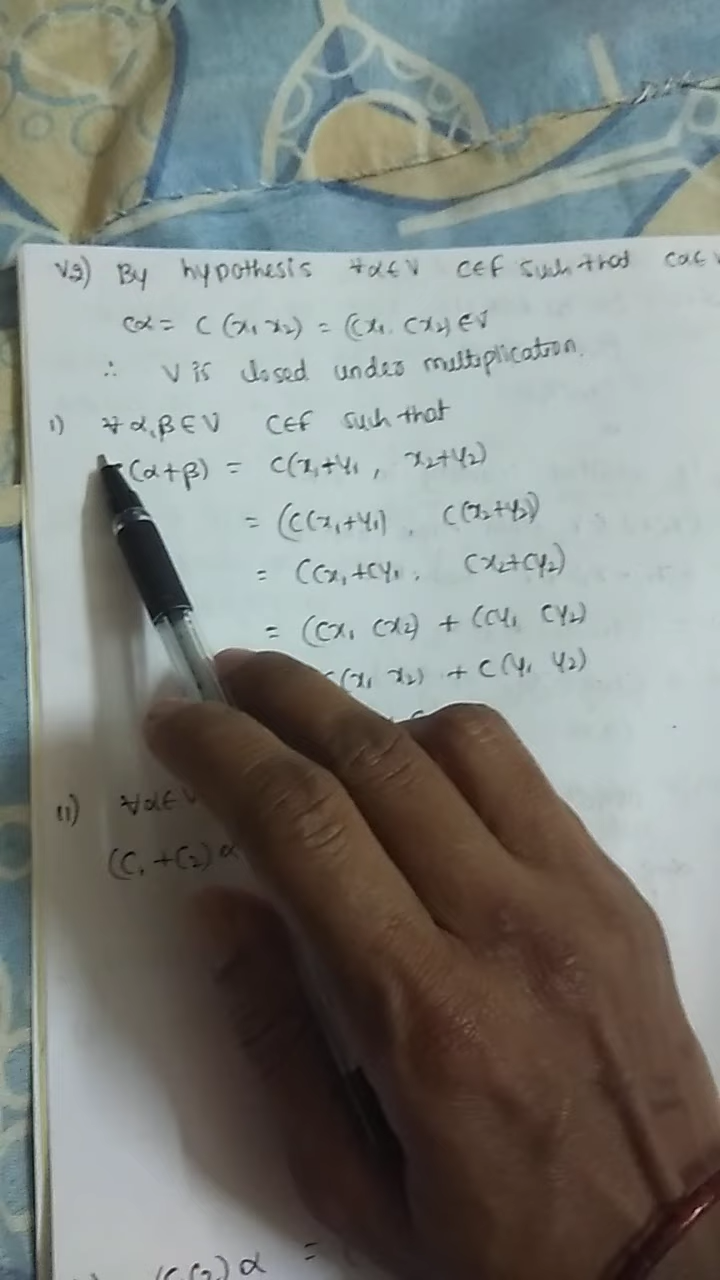 V2) By hypothesis ∀α∈V C∈F such that Cα∈V
Cα = C(x₁ x₂) = (Cx₁, Cx₂)∈V
∴ V is closed under multiplication.
i) ∀ α,β∈V C∈F such that
(α+β) = C(x₁+y₁, x₂+y₂)
= (C(x₁+y₁), C(x₂+y₂)
= (Cx₁+Cy₁, Cx₂+Cy₂)
= (Cx₁ Cx₂) + (Cy₁ Cy₂)
(x₁ x₂) + C(y₁ y₂)
ii) ∀α∈V
(C₁+C₂)α
α =